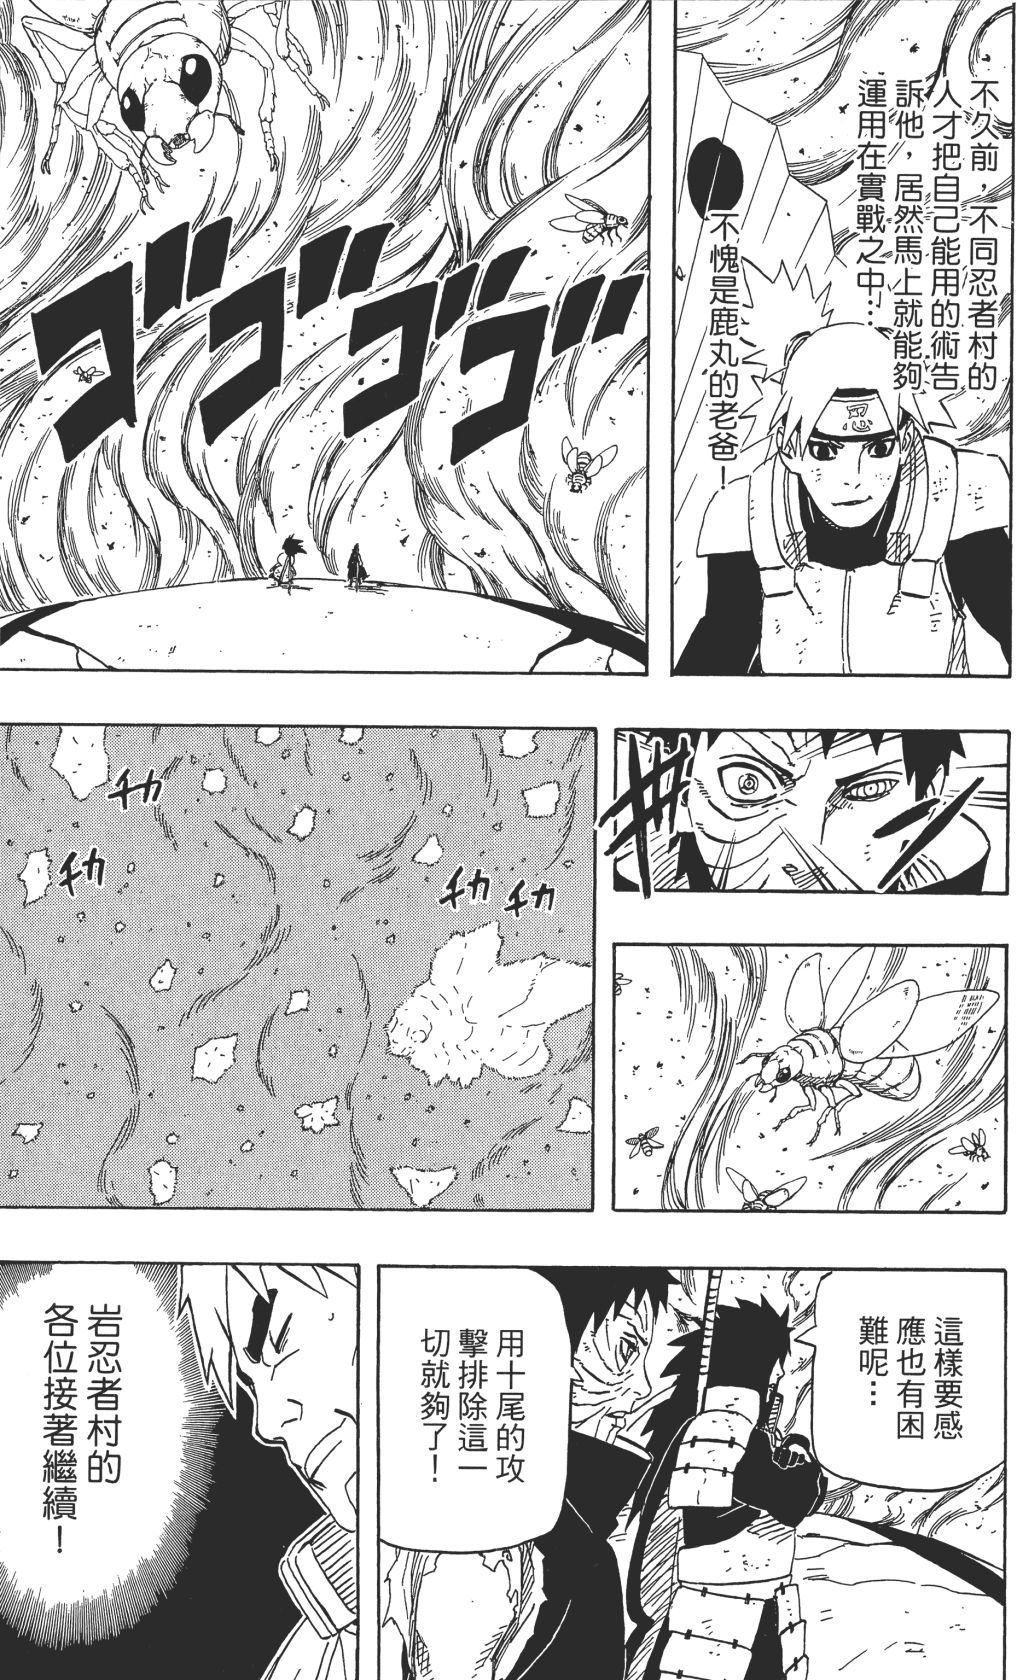 不久前，不同忍者村的
人才把自己能用的術告
訴他，居然馬上就能夠
運用在實戰之中…
不愧是鹿丸的老爸！
忍
ゴゴゴゴ
チカ
チカ
チカ
チカ
這樣要感
應也有困
難呢…
用十尾的攻
擊排除這一
切就夠了！
岩忍者村的
各位接著繼續！